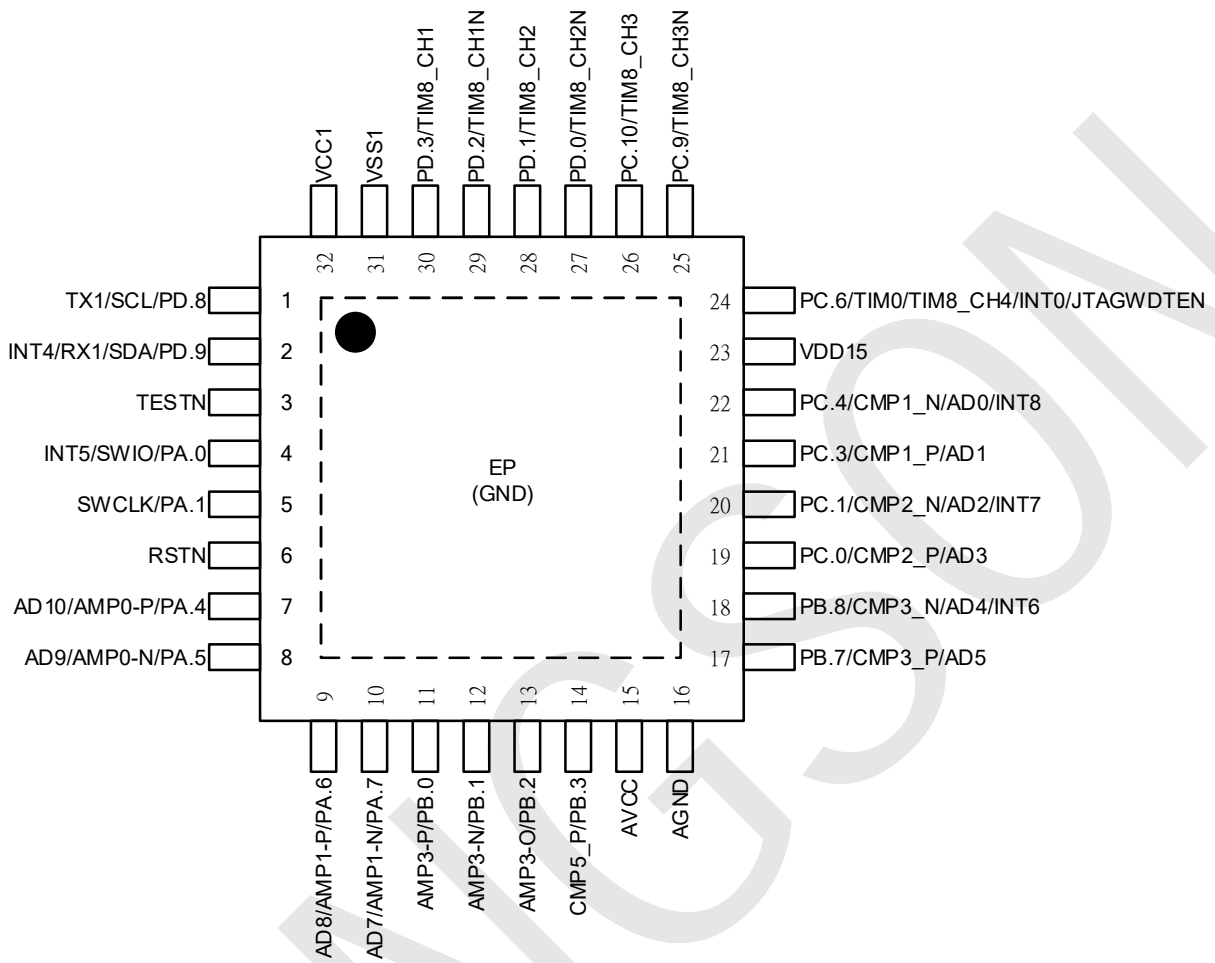 VCC1
VSS1
PD.3/TIM8_CH1
PD.2/TIM8_CH1N
PD.1/TIM8_CH2
PD.0/TIM8_CH2N
PC.10/TIM8_CH3
PC.9/TIM8_CH3N
32
31
30
29
28
27
26
25
TX1/SCL/PD.8
1
INT4/RX1/SDA/PD.9
2
TESTN
3
INT5/SWIO/PA.0
4
SWCLK/PA.1
5
RSTN
6
AD10/AMP0-P/PA.4
7
AD9/AMP0-N/PA.5
8
EP
(GND)
24
PC.6/TIM0/TIM8_CH4/INT0/JTAGWDTEN
23
VDD15
22
PC.4/CMP1_N/AD0/INT8
21
PC.3/CMP1_P/AD1
20
PC.1/CMP2_N/AD2/INT7
19
PC.0/CMP2_P/AD3
18
PB.8/CMP3_N/AD4/INT6
17
PB.7/CMP3_P/AD5
9
10
11
12
13
14
15
16
AD8/AMP1-P/PA.6
AD7/AMP1-N/PA.7
AMP3-P/PB.0
AMP3-N/PB.1
AMP3-O/PB.2
CMP5_P/PB.3
AVCC
AGND